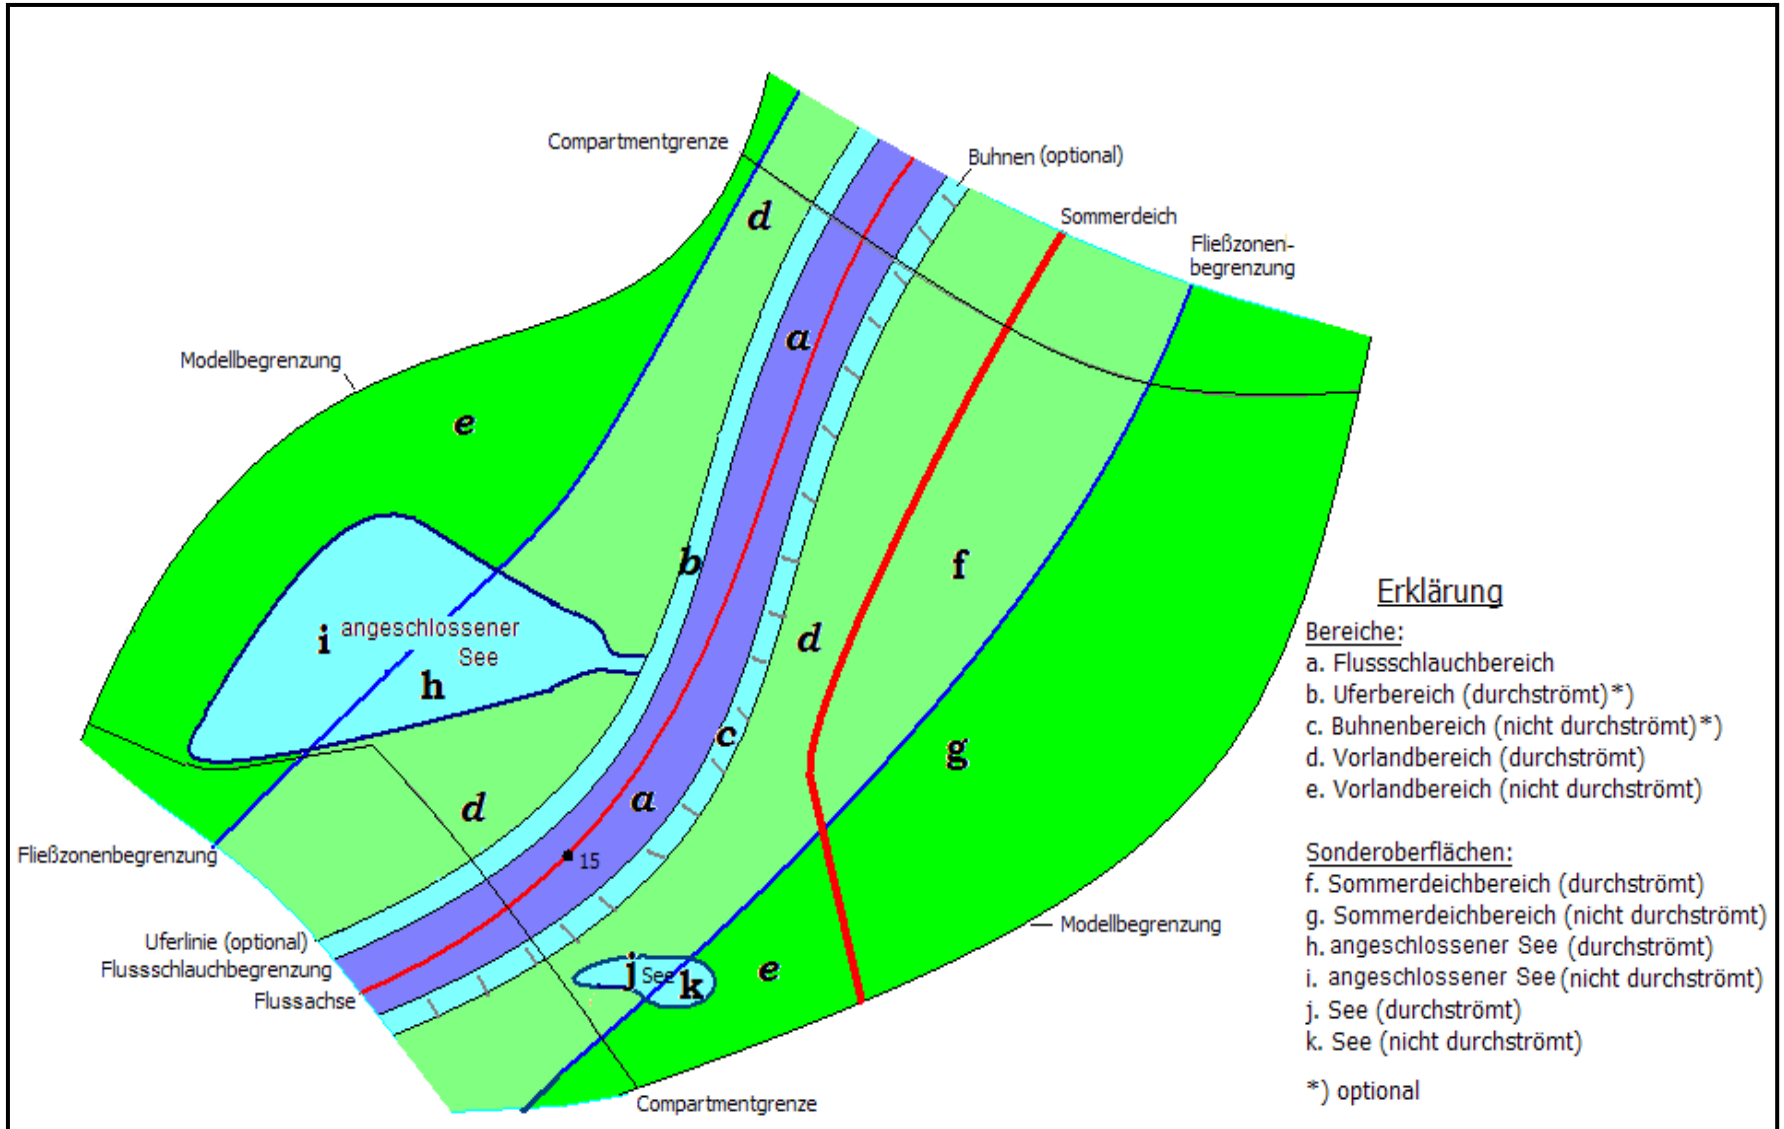 Compartmentgrenze
Buhnen (optional)
Sommerdeich
Fließzonen-
begrenzung
d
a
Modellbegrenzung
e
b
f
d
i
angeschlossener
See
h
c
g
d
a
15
Fließzonenbegrenzung
Uferlinie (optional)
Flussschlauchbegrenzung
Flussachse
j
See
k
e
Modellbegrenzung
Compartmentgrenze
Erklärung
Bereiche:
a. Flussschlauchbereich
b. Uferbereich (durchströmt)*)
c. Buhnenbereich (nicht durchströmt)*)
d. Vorlandbereich (durchströmt)
e. Vorlandbereich (nicht durchströmt)
Sonderoberflächen:
f. Sommerdeichbereich (durchströmt)
g. Sommerdeichbereich (nicht durchströmt)
h. angeschlossener See (durchströmt)
i. angeschlossener See (nicht durchströmt)
j. See (durchströmt)
k. See (nicht durchströmt)
*) optional